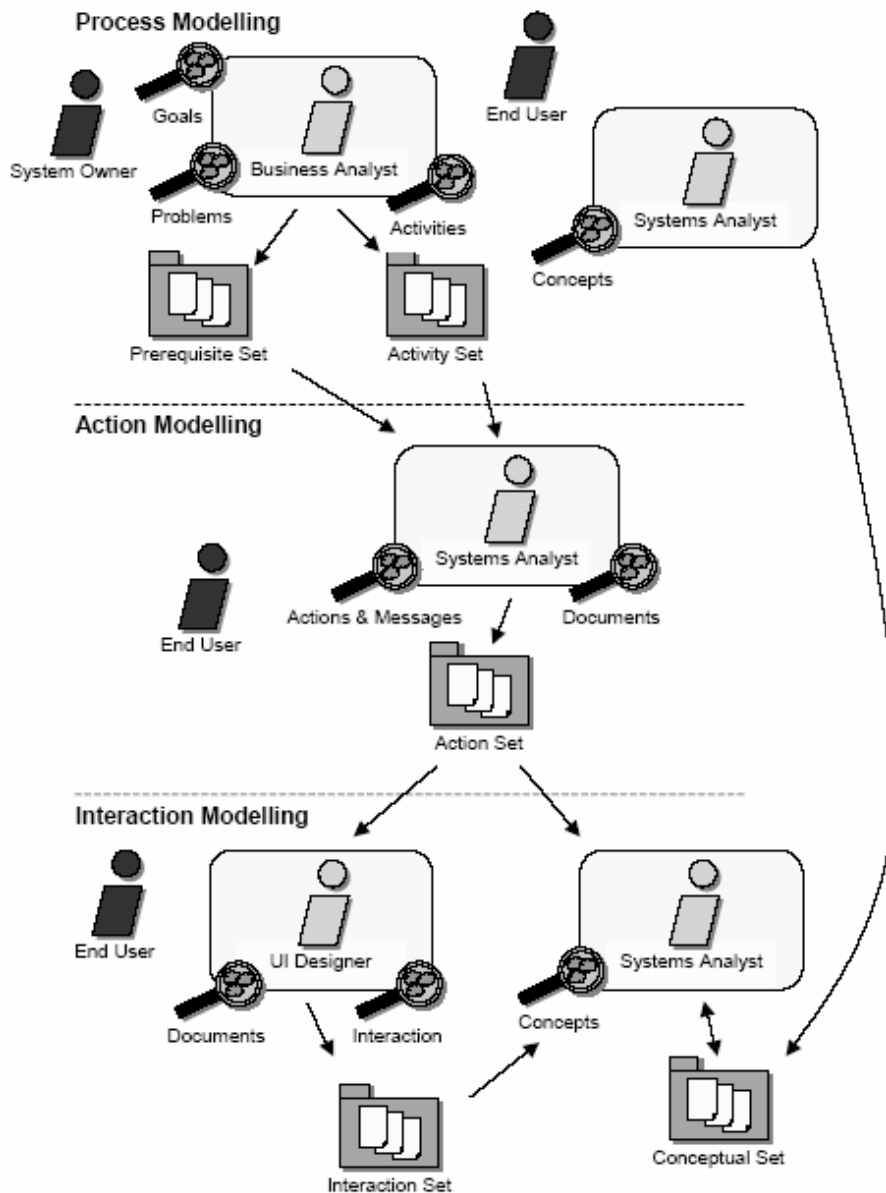 Process Modelling
Goals
End User
System Owner
Business Analyst
Problems
Activities
Systems Analyst
Concepts
Prerequisite Set
Activity Set
Action Modelling
Systems Analyst
Actions & Messages
Documents
End User
Action Set
Interaction Modelling
End User
UI Designer
Systems Analyst
Documents
Interaction
Concepts
Interaction Set
Conceptual Set